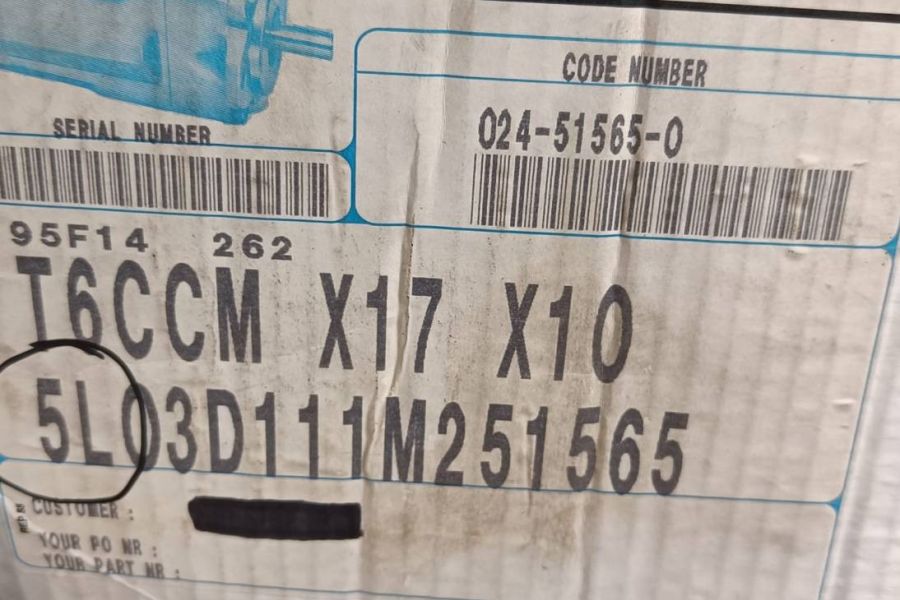 CODE NUMBER
024-51565-0
SERIAL NUMBER
95F14 262
T6CCM X17 X10
5L03D111M251565
CUSTOMER :
YOUR PO NR :
YOUR PART NR :